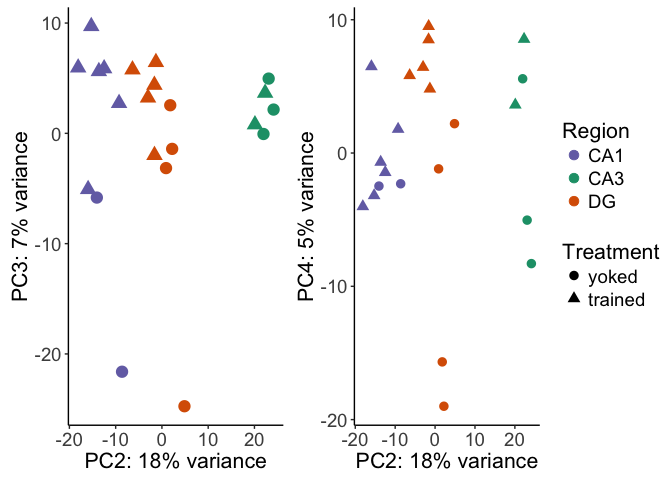 10
0
-10
-20
PC3: 7% variance
-20 -10 0 10 20
PC2: 18% variance
10
0
-10
-20
PC4: 5% variance
-20 -10 0 10 20
PC2: 18% variance
Region
CA1
CA3
DG
Treatment
yoked
trained